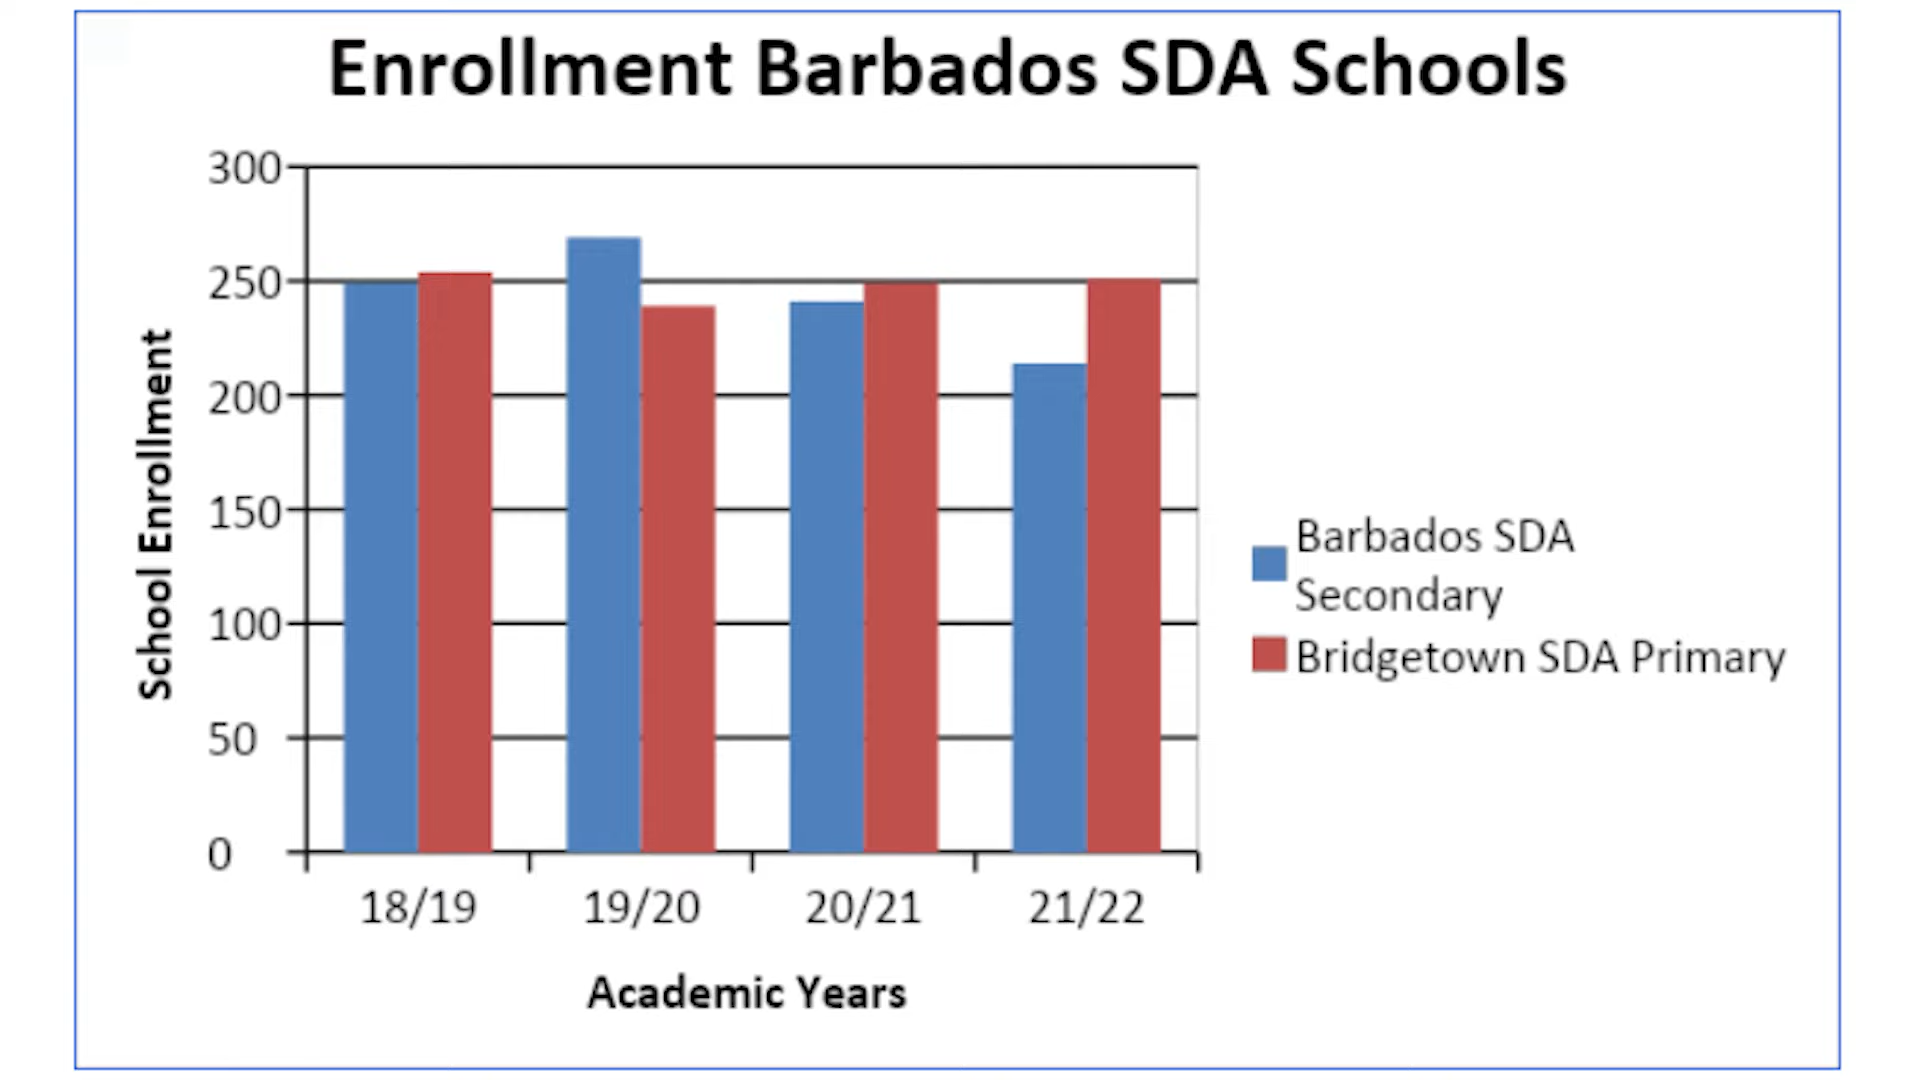 Enrollment Barbados SDA Schools
300
250
200
150
100
50
0
School Enrollment
18/19 19/20 20/21 21/22
Academic Years
Barbados SDA
Secondary
Bridgetown SDA Primary